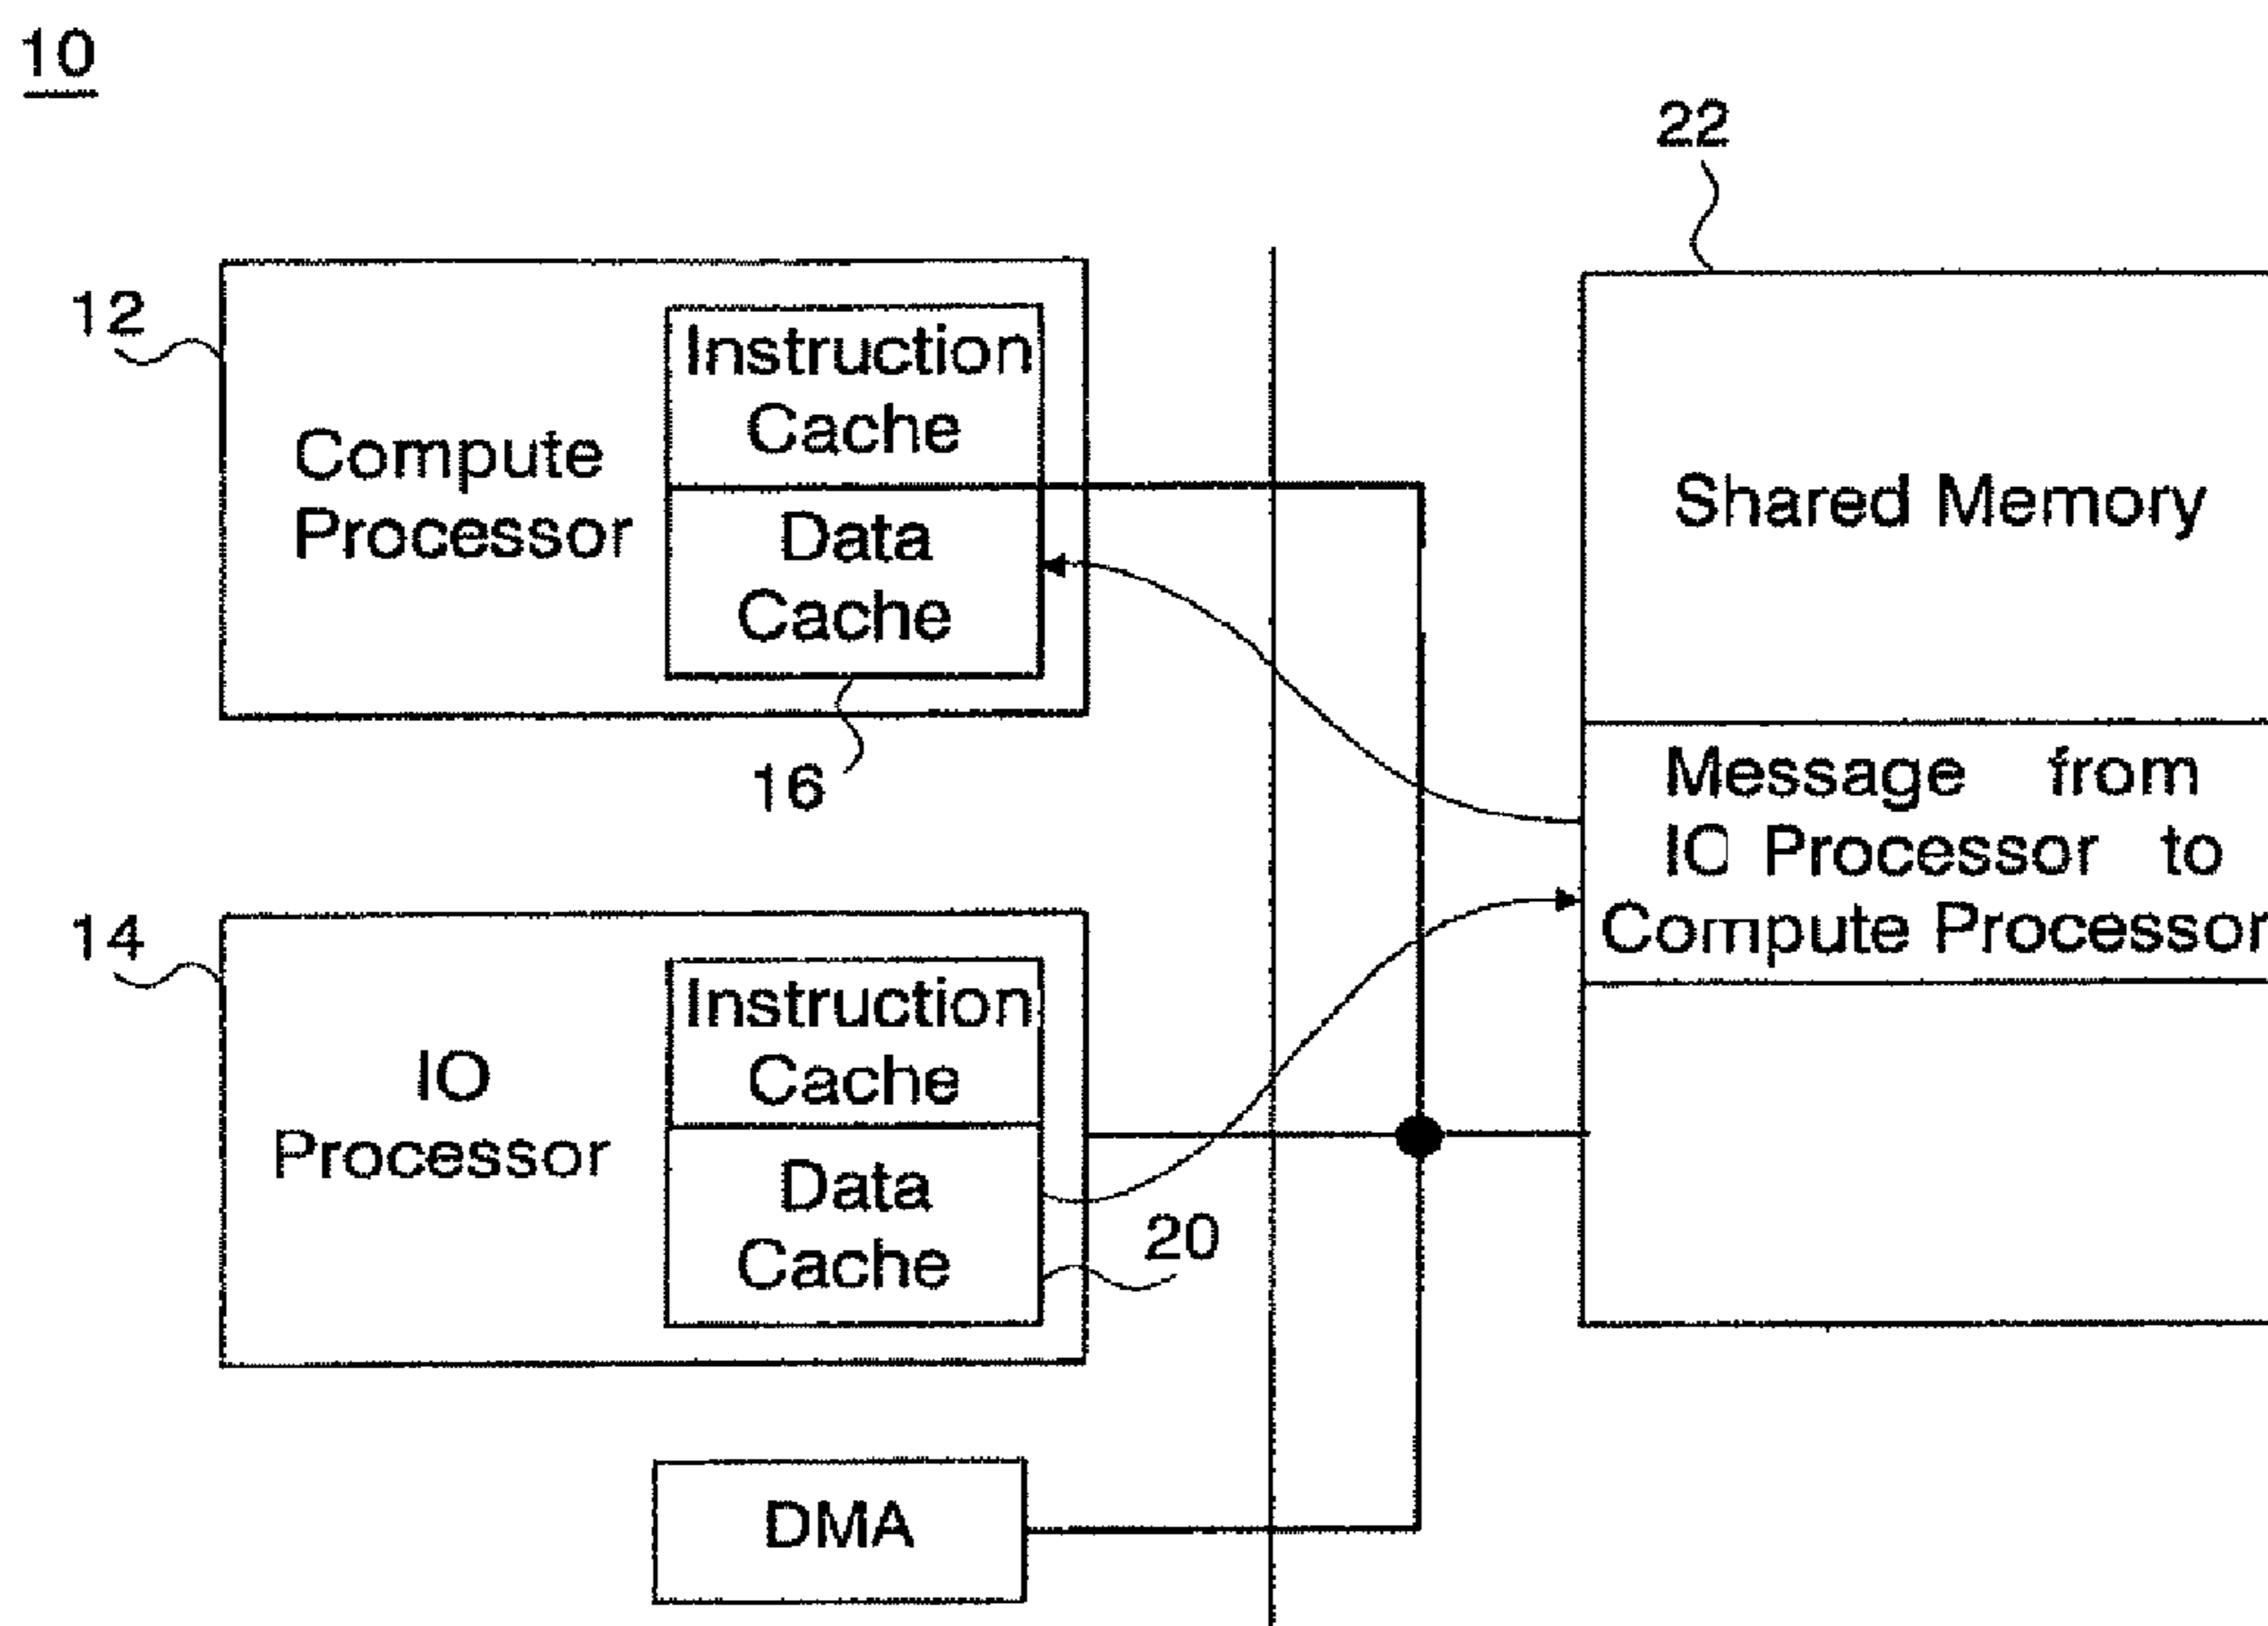 10
22
12
Instruction
Cache
Compute
Processor
Data
Cache
16
Shared Memory
Message from
IO Processor to
Compute Processor
14
Instruction
Cache
IO
Processor
Data
Cache
20
DMA